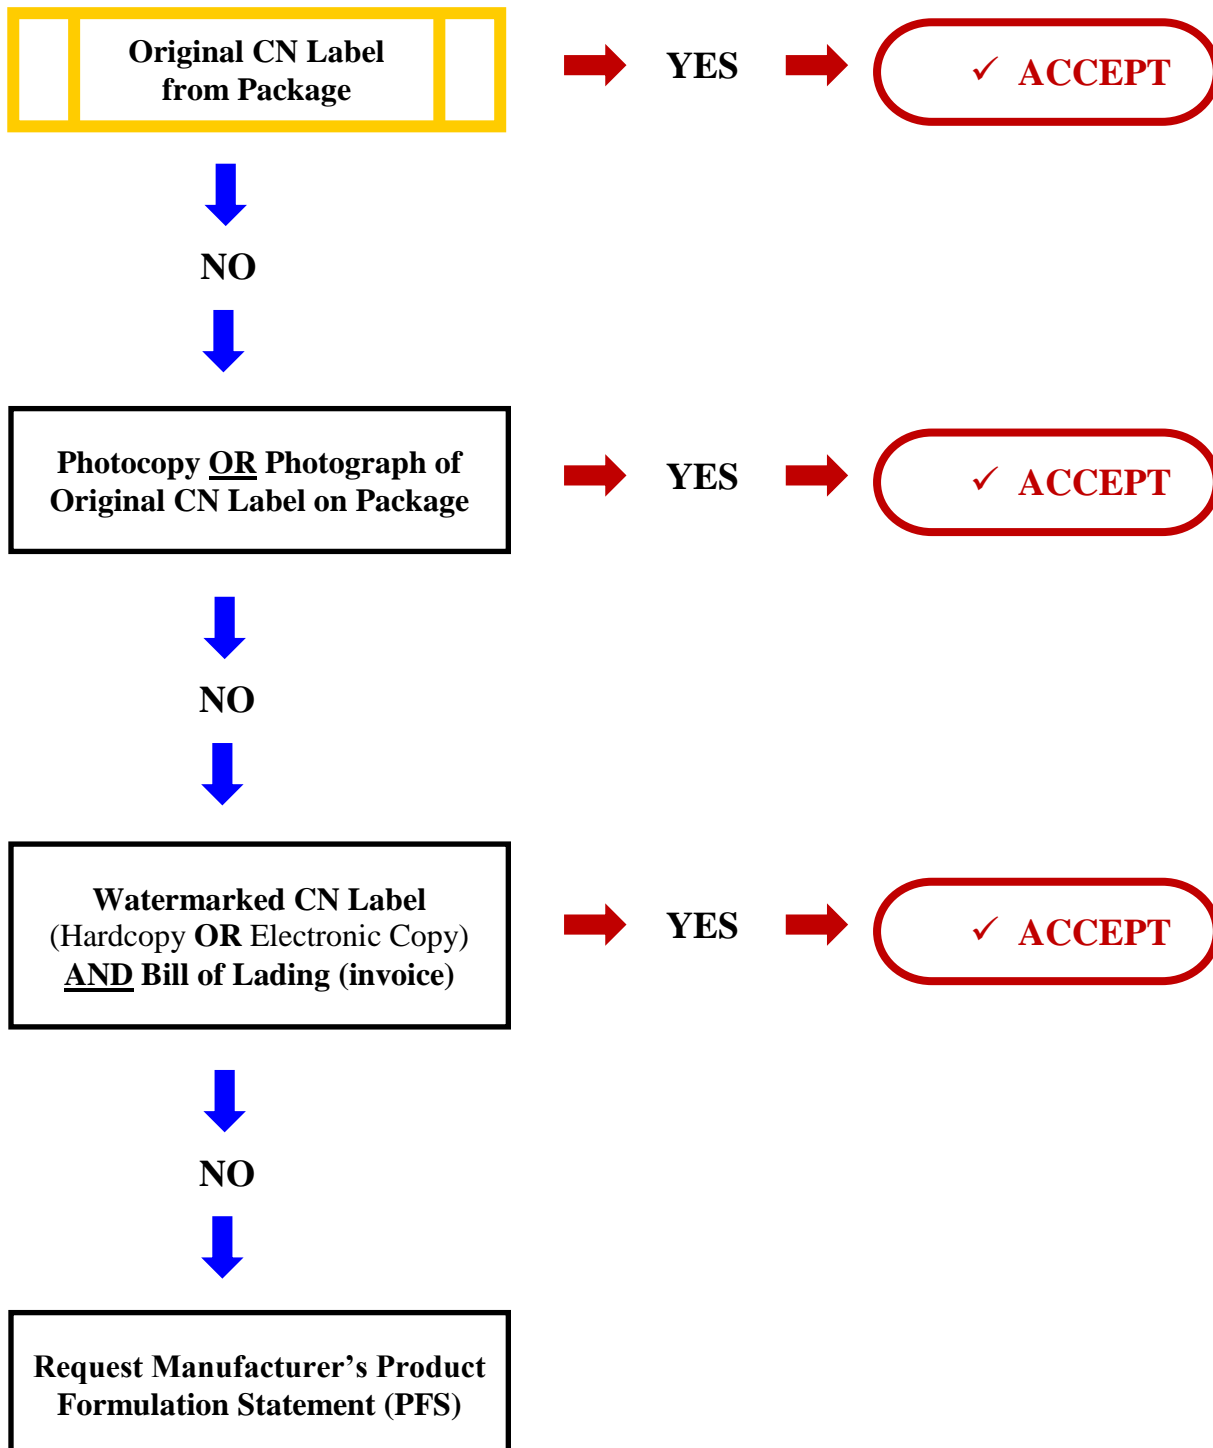 Original CN Label
from Package
YES
✓ ACCEPT
NO
Photocopy OR Photograph of
Original CN Label on Package
YES
✓ ACCEPT
NO
Watermarked CN Label
(Hardcopy OR Electronic Copy)
AND Bill of Lading (invoice)
YES
✓ ACCEPT
NO
Request Manufacturer’s Product
Formulation Statement (PFS)